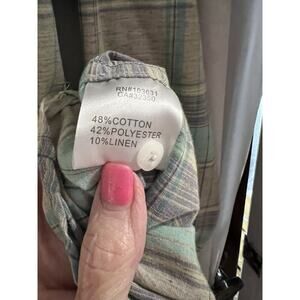 RN#103031
CA#32350
48%COTTON
42%POLYESTER
10%LINEN